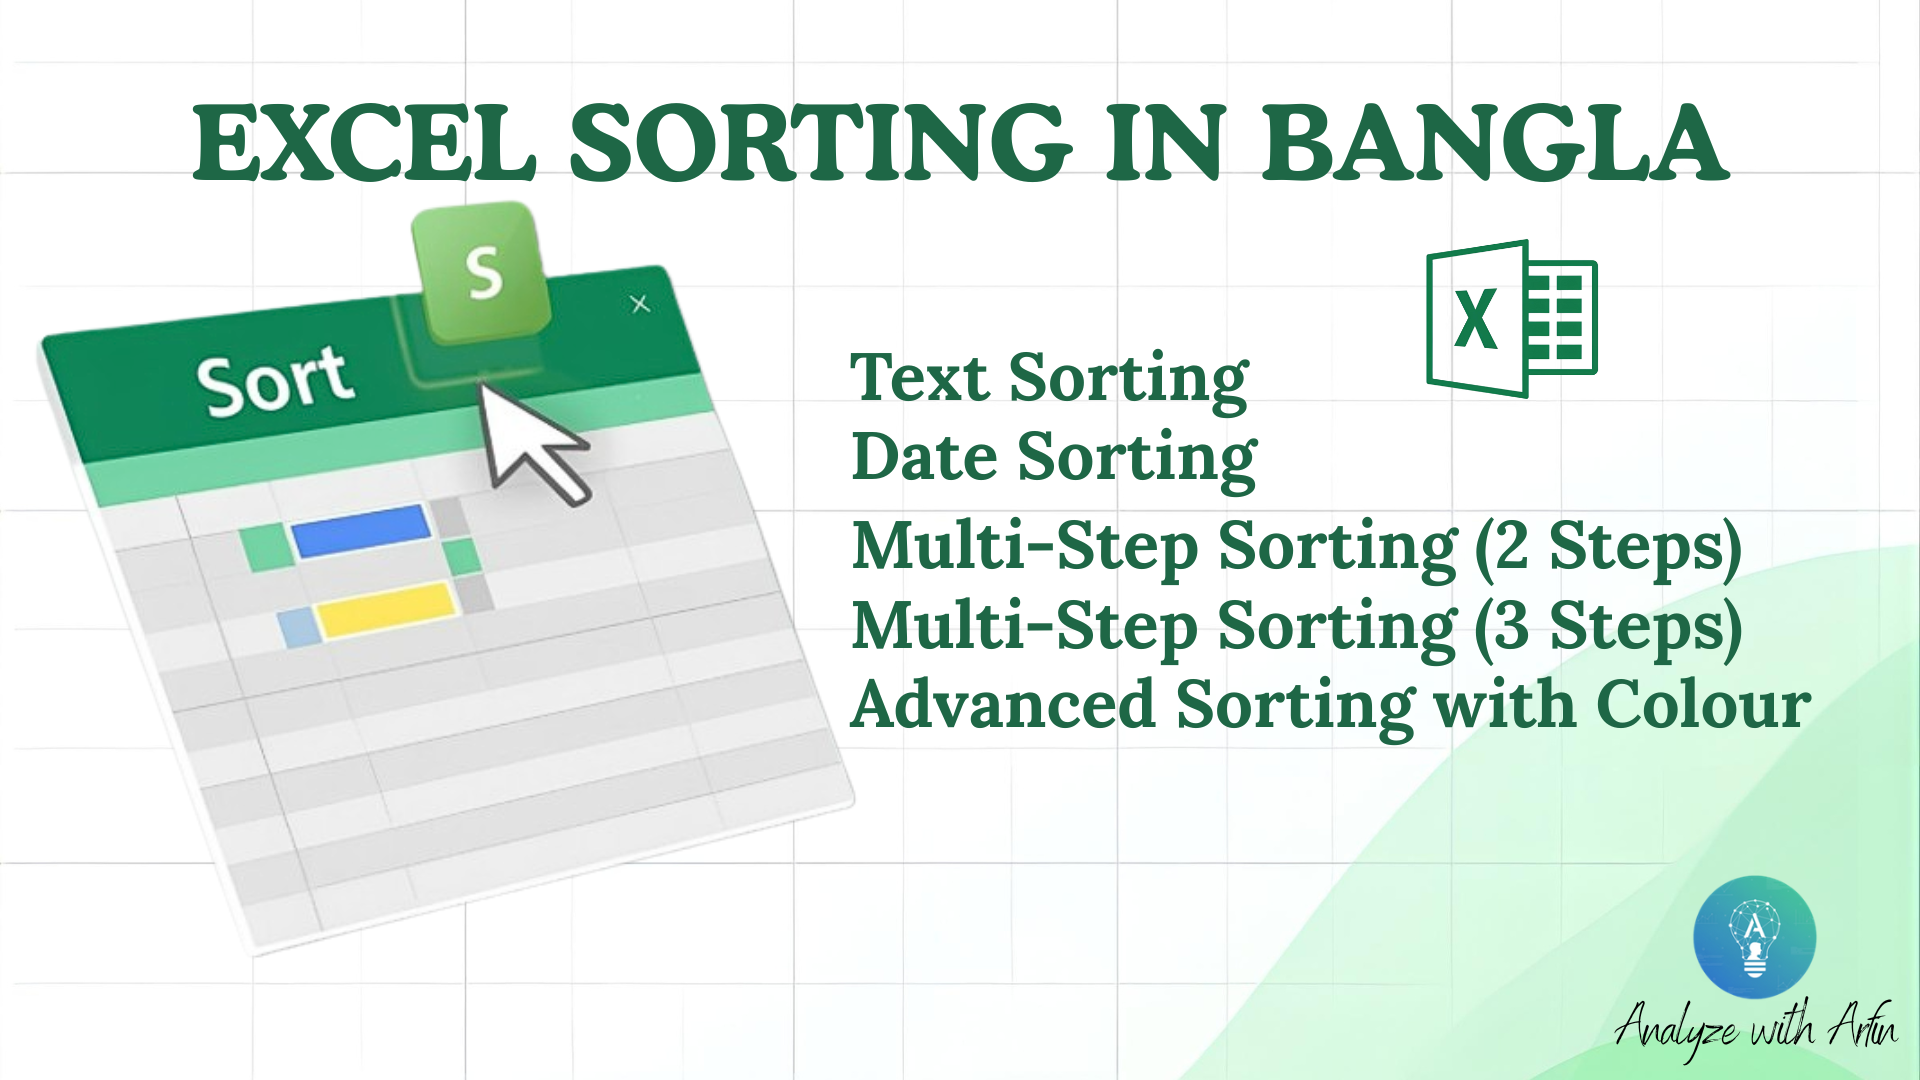 EXCEL SORTING IN BANGLA
S
Sort
X
Text Sorting
Date Sorting
Multi-Step Sorting (2 Steps)
Multi-Step Sorting (3 Steps)
Advanced Sorting with Colour
A
Analyze with Arfin